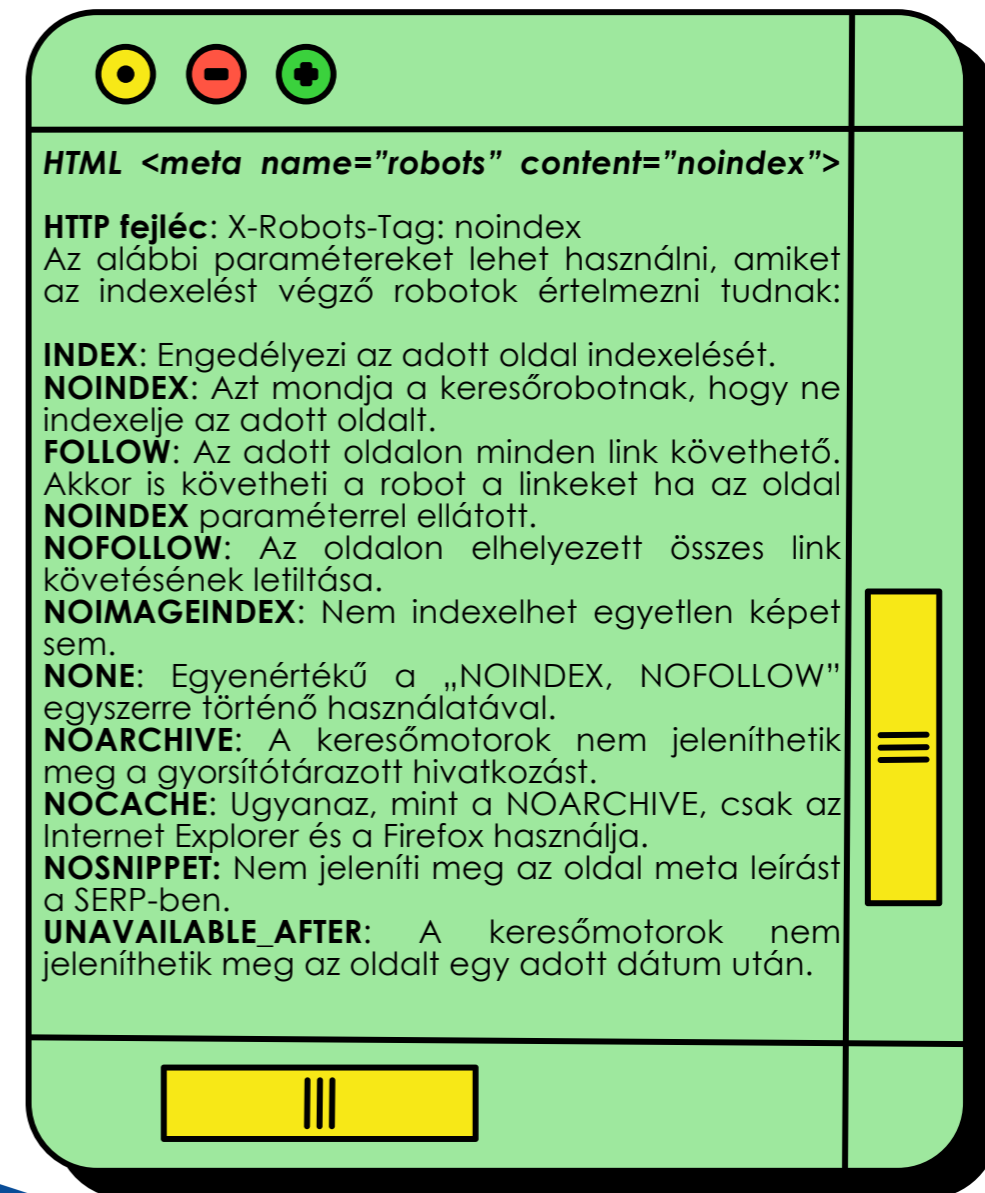 HTML <meta name=”robots” content=”noindex”>
HTTP fejléc: X-Robots-Tag: noindex
Az alábbi paramétereket lehet használni, amiket
az indexelést végző robotok értelmezni tudnak:
INDEX: Engedélyezi az adott oldal indexelését.
NOINDEX: Azt mondja a keresőrobotnak, hogy ne
indexelje az adott oldalt.
FOLLOW: Az adott oldalon minden link követhető.
Akkor is követheti a robot a linkeket ha az oldal
NOINDEX paraméterrel ellátott.
NOFOLLOW: Az oldalon elhelyezett összes link
követésének letiltása.
NOIMAGEINDEX: Nem indexelhet egyetlen képet
sem.
NONE: Egyenértékű a „NOINDEX, NOFOLLOW”
egyszerre történő használatával.
NOARCHIVE: A keresőmotorok nem jeleníthetik
meg a gyorsítótárazott hivatkozást.
NOCACHE: Ugyanaz, mint a NOARCHIVE, csak az
Internet Explorer és a Firefox használja.
NOSNIPPET: Nem jeleníti meg az oldal meta leírást
a SERP-ben.
UNAVAILABLE_AFTER: A keresőmotorok nem
jeleníthetik meg az oldalt egy adott dátum után.